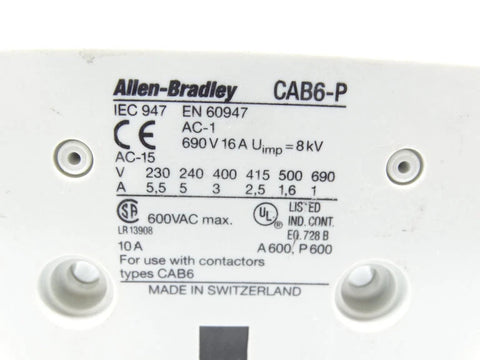 Allen-Bradley CAB6-P
IEC 947 EN 60947
CE AC-1
690 V 16 A Uimp = 8 kV
AC-15
V 230 240 400 415 500 690
A 5,5 5 3 2,5 1,6 1
SA 600VAC max. UL LISTED
LR 13908 IND. CONT.
EQ. 728 B
10 A A 600, P 600
For use with contactors
types CAB6
MADE IN SWITZERLAND